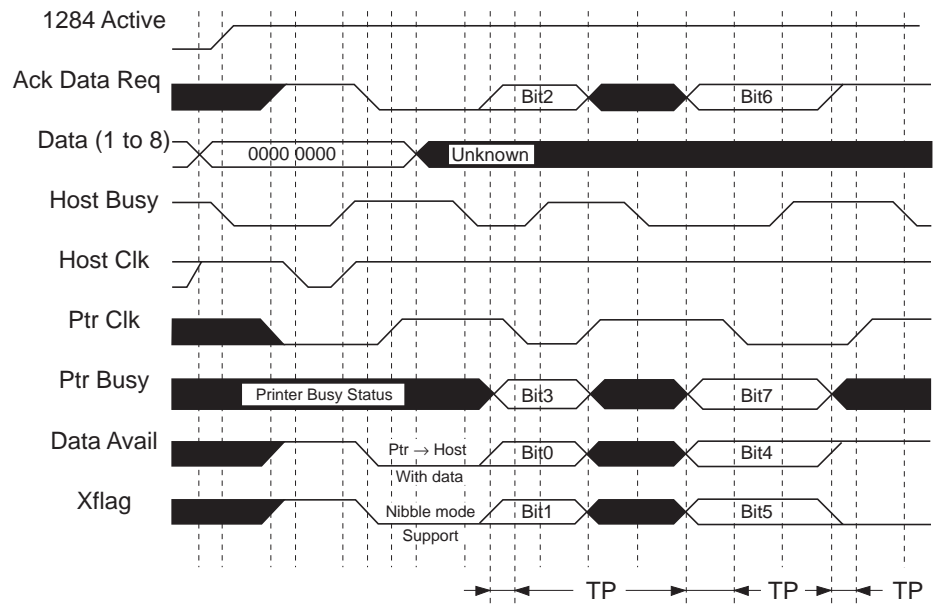 1284 Active
Ack Data Req
Bit2
Bit6
Data (1 to 8)
0000 0000
Unknown
Host Busy
Host Clk
Ptr Clk
Ptr Busy
Printer Busy Status
Bit3
Bit7
Data Avail
Ptr → Host
With data
Bit0
Bit4
Xflag
Nibble mode
Support
Bit1
Bit5
TP
TP
TP